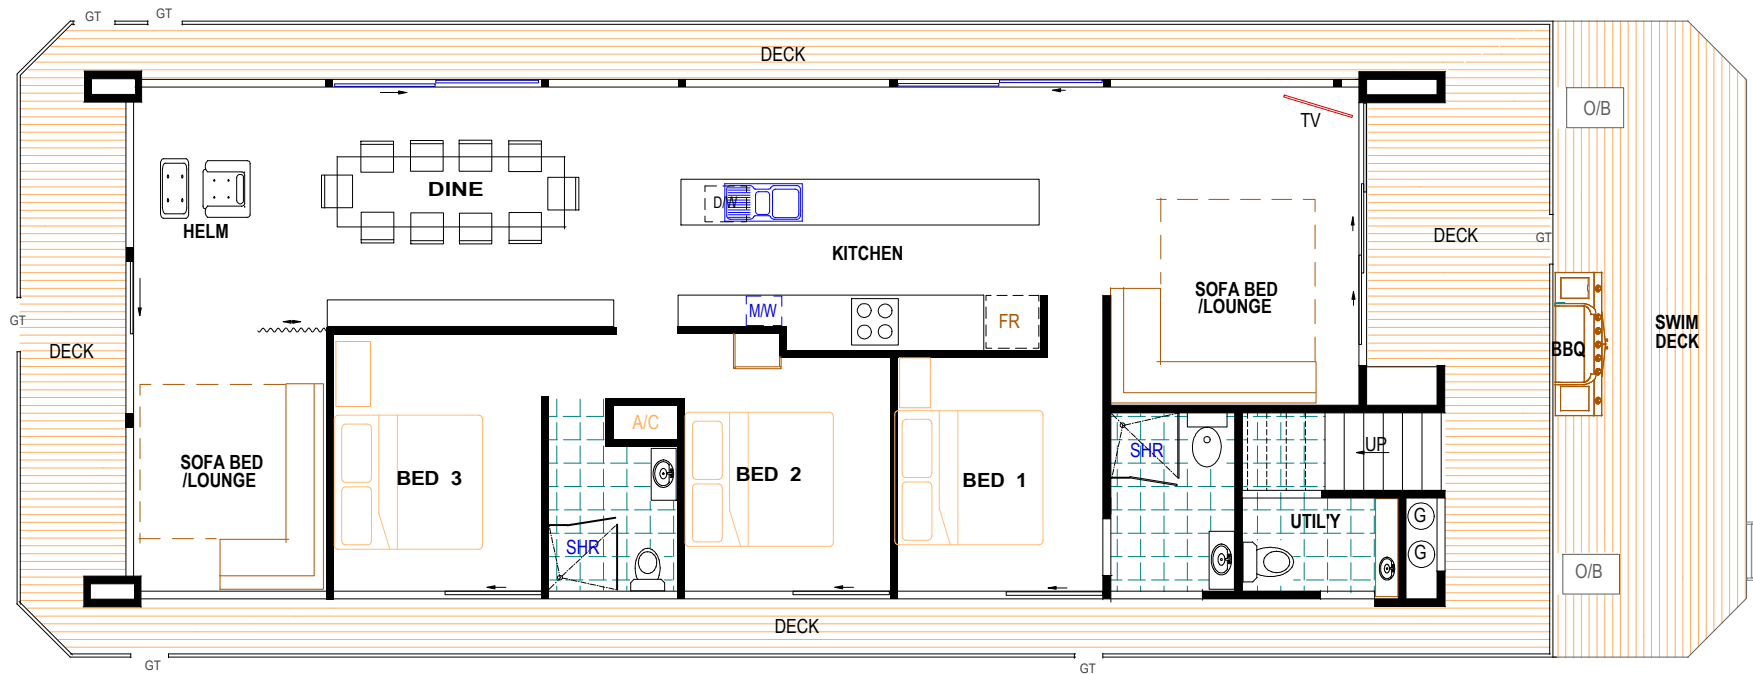 GT
GT
DECK
O/B
TV
DINE
D/W
HELM
DECK
GT
KITCHEN
SOFA BED
/LOUNGE
M/W
FR
GT
SWIM
DECK
DECK
BBQ
A/C
UP
SHR
SOFA BED
/LOUNGE
BED 3
BED 2
BED 1
UTIL'Y
G
SHR
G
O/B
DECK
GT
GT